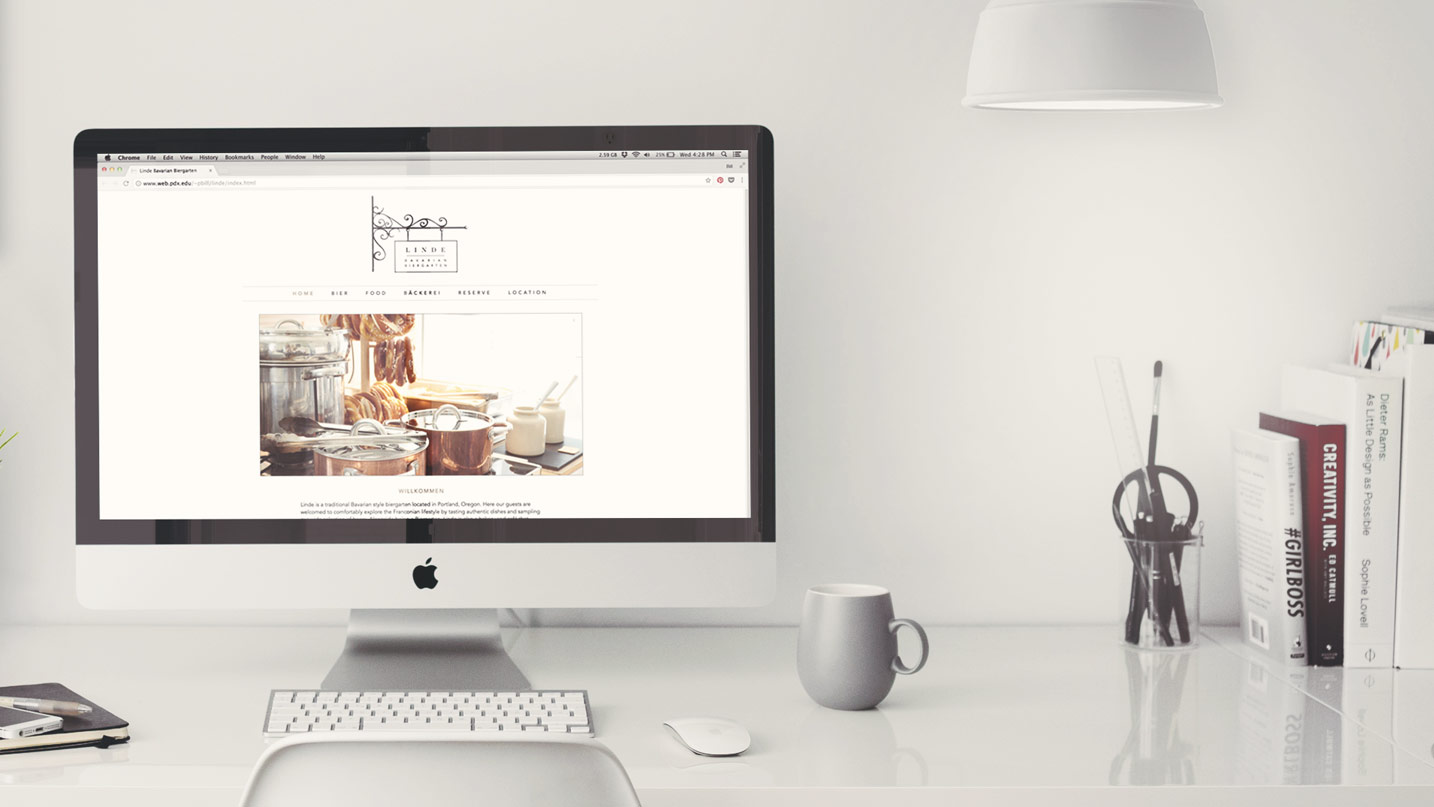 Chrome File Edit View History Bookmarks People Window Help
2.59 GB 25% Wed 4:28 PM
Linde Bavarian Biergarten
www.web.pdx.edu/~pbift/linde/index.html
LINDE
BAVARIAN
BIERGARTEN
HOME BIER FOOD BÄCKEREI RESERVE LOCATION
WILLKOMMEN
Linde is a traditional Bavarian style biergarten located in Portland, Oregon. Here our guests are
welcomed to comfortably explore the Franconian lifestyle by tasting authentic dishes and sampling
Sophia Amoruso #GIRLBOSS
CREATIVITY, INC. ED CATMULL
Dieter Rams:
As Little Design as Possible Sophie Lovell